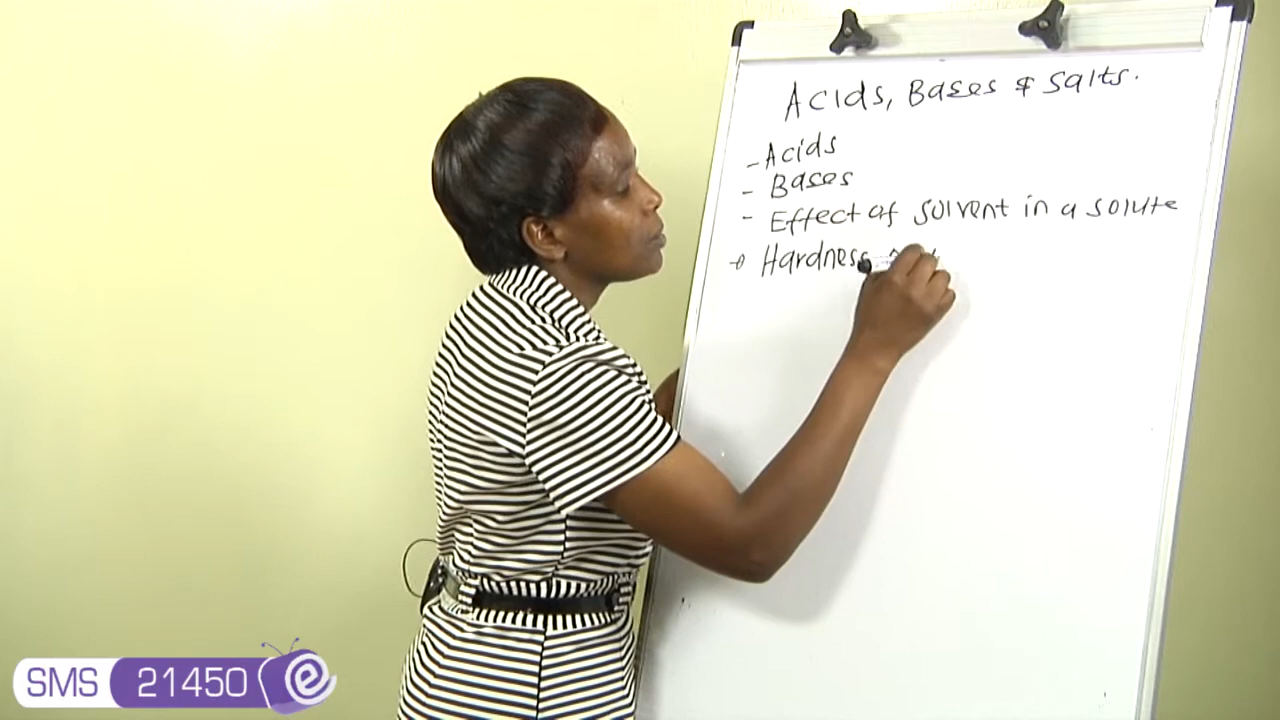 Acids, Bases & Salts.
- Acids
- Bases
- Effect of solvent in a solute
- Hardness
SMS 21450 e